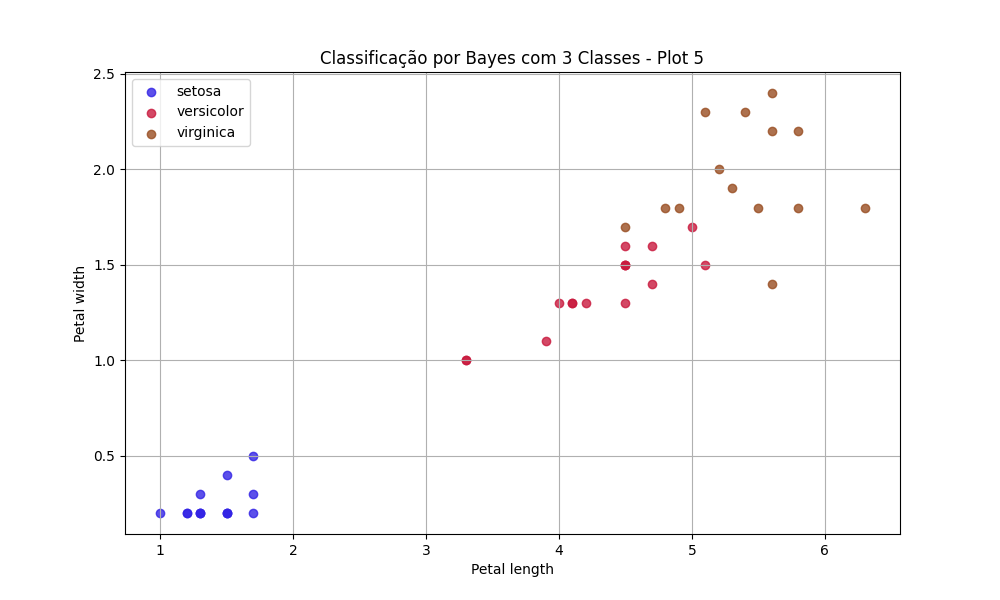 Classificação por Bayes com 3 Classes - Plot 5
setosa
versicolor
virginica
Petal width
2.5
2.0
1.5
1.0
0.5
1 2 3 4 5 6
Petal length